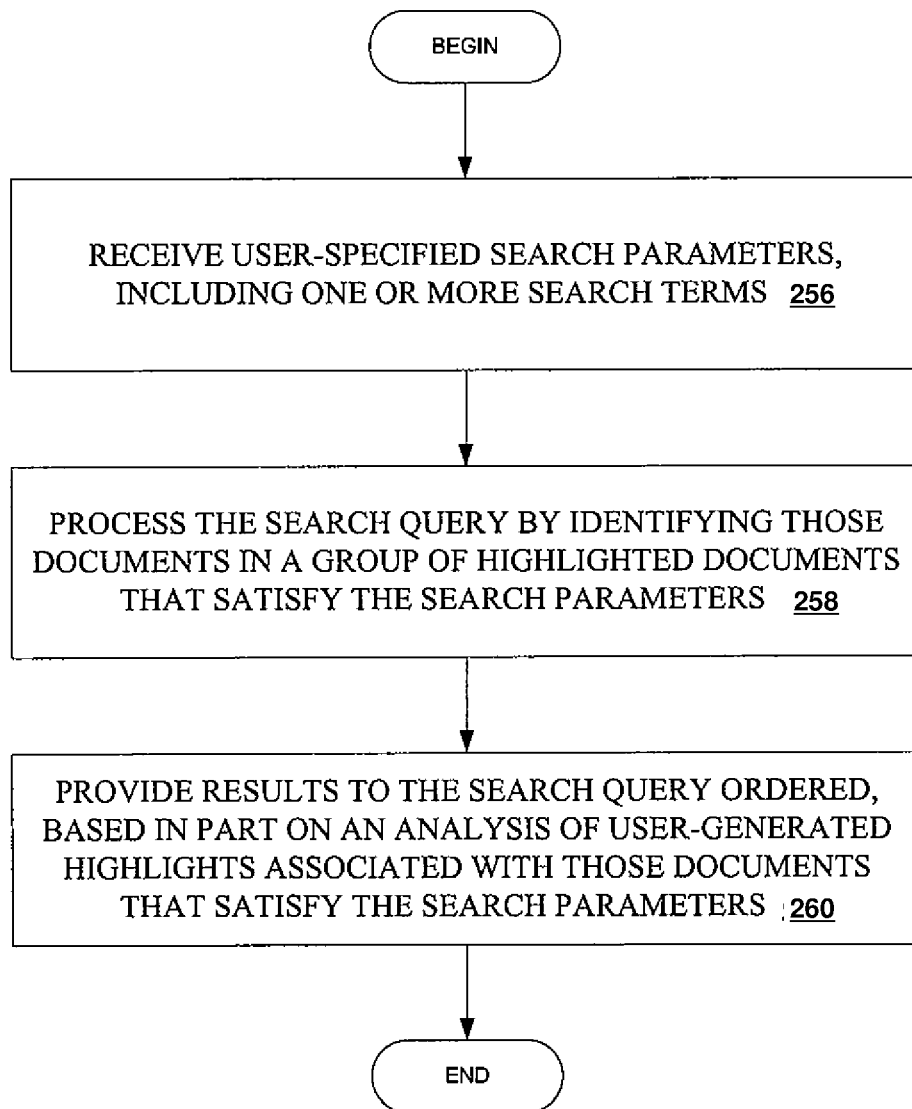 BEGIN
RECEIVE USER-SPECIFIED SEARCH PARAMETERS,
INCLUDING ONE OR MORE SEARCH TERMS 256
PROCESS THE SEARCH QUERY BY IDENTIFYING THOSE
DOCUMENTS IN A GROUP OF HIGHLIGHTED DOCUMENTS
THAT SATISFY THE SEARCH PARAMETERS 258
PROVIDE RESULTS TO THE SEARCH QUERY ORDERED,
BASED IN PART ON AN ANALYSIS OF USER-GENERATED
HIGHLIGHTS ASSOCIATED WITH THOSE DOCUMENTS
THAT SATISFY THE SEARCH PARAMETERS 260
END